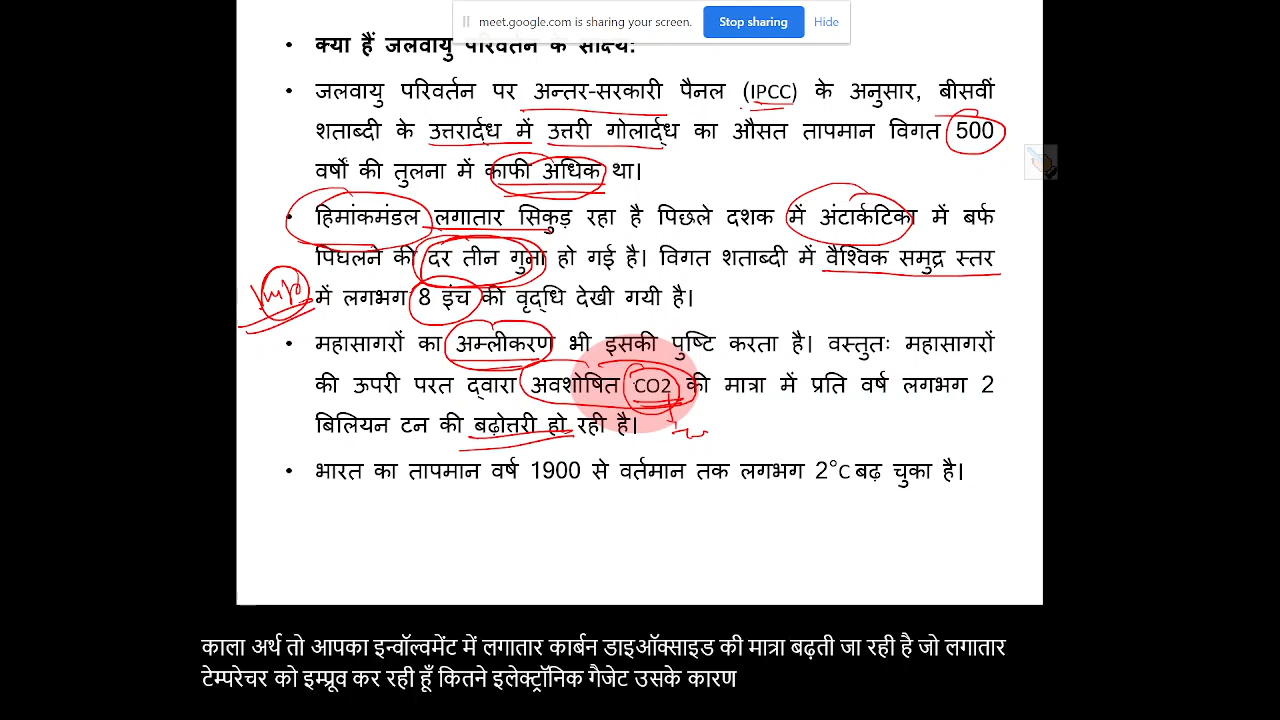 meet.google.com is sharing your screen. Stop sharing Hide
• क्या हैं जलवायु परिवर्तन के साक्ष्य:
• जलवायु परिवर्तन पर अन्तर-सरकारी पैनल (IPCC) के अनुसार, बीसवीं
शताब्दी के उत्तरार्द्ध में उत्तरी गोलार्द्ध का औसत तापमान विगत 500
वर्षों की तुलना में काफी अधिक था।
• हिमांकमंडल लगातार सिकुड़ रहा है पिछले दशक में अंटार्कटिका में बर्फ
पिघलने की दर तीन गुना हो गई है। विगत शताब्दी में वैश्विक समुद्र स्तर
में लगभग 8 इंच की वृद्धि देखी गयी है।
• महासागरों का अम्लीकरण भी इसकी पुष्टि करता है। वस्तुतः महासागरों
की ऊपरी परत द्वारा अवशोषित CO2 की मात्रा में प्रति वर्ष लगभग 2
बिलियन टन की बढ़ोत्तरी हो रही है।
• भारत का तापमान वर्ष 1900 से वर्तमान तक लगभग 2°C बढ़ चुका है।
काला अर्थ तो आपका इन्वॉल्वमेंट में लगातार कार्बन डाइऑक्साइड की मात्रा बढ़ती जा रही है जो लगातार
टेम्परेचर को इम्प्रूव कर रही हूँ कितने इलेक्ट्रॉनिक गैजेट उसके कारण